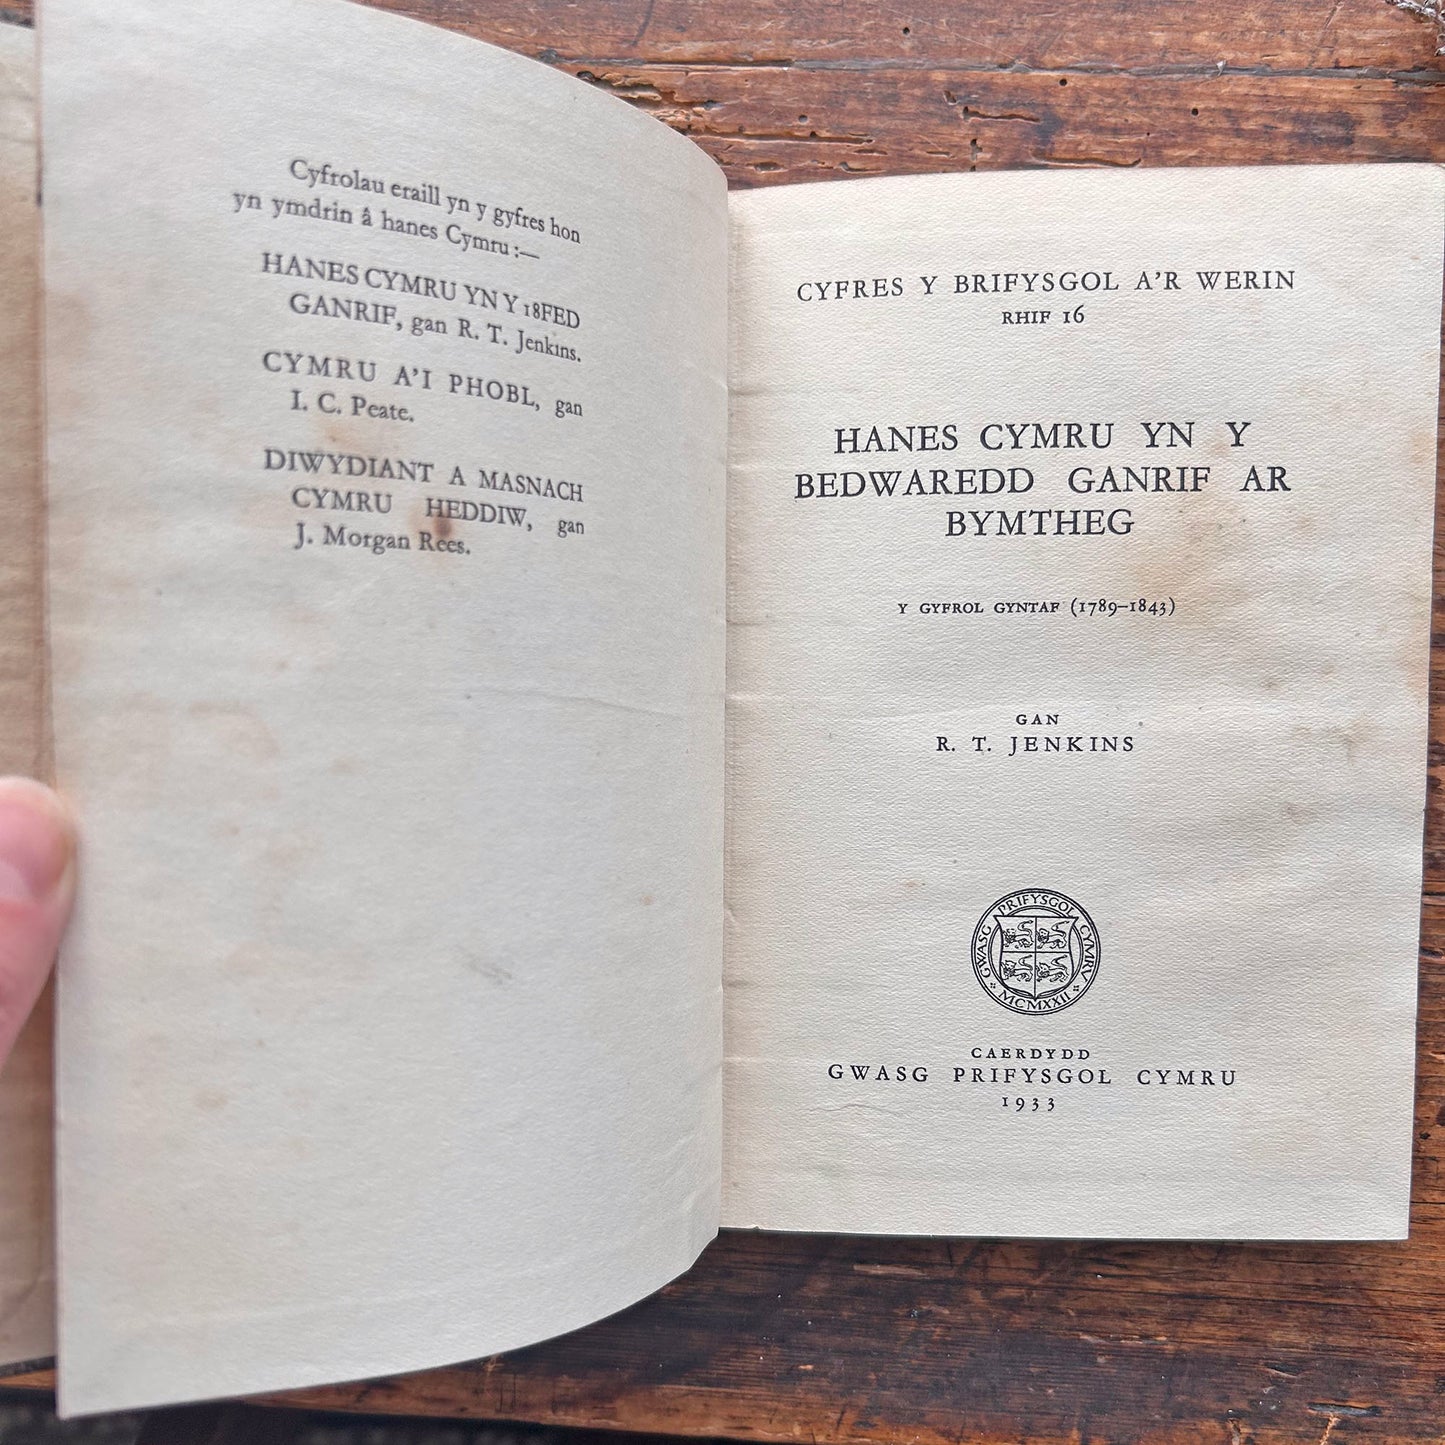 Cyfrolau eraill yn y gyfres hon
yn ymdrin â hanes Cymru :—
HANES CYMRU YN Y 18FED
GANRIF, gan R. T. Jenkins.
CYMRU A'I PHOBL, gan
I. C. Peate.
DIWYDIANT A MASNACH
CYMRU HEDDIW, gan
J. Morgan Rees.
CYFRES Y BRIFYSGOL A'R WERIN
RHIF 16
HANES CYMRU YN Y
BEDWAREDD GANRIF AR
BYMTHEG
Y GYFROL GYNTAF (1789–1843)
GAN
R. T. JENKINS
GWASG PRIFYSGOL CYMRV
MCMXXII
CAERDYDD
GWASG PRIFYSGOL CYMRU
1933